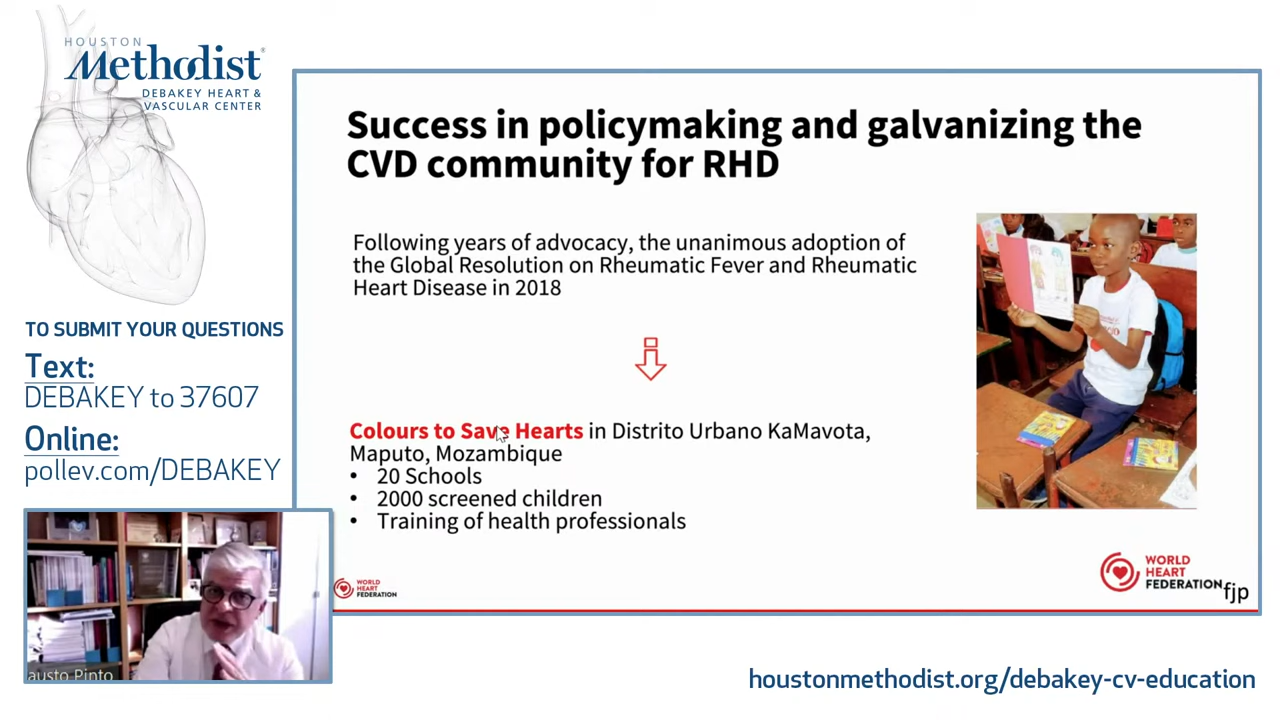 HOUSTON
Methodist
DEBAKEY HEART &
VASCULAR CENTER
TO SUBMIT YOUR QUESTIONS
Text:
DEBAKEY to 37607
Online:
pollev.com/DEBAKEY
austo Pinto
Success in policymaking and galvanizing the
CVD community for RHD
Following years of advocacy, the unanimous adoption of
the Global Resolution on Rheumatic Fever and Rheumatic
Heart Disease in 2018
Colours to Save Hearts in Distrito Urbano KaMavota,
Maputo, Mozambique
• 20 Schools
• 2000 screened children
• Training of health professionals
WORLD
HEART
FEDERATION
WORLD
HEART
FEDERATION
fjp
houstonmethodist.org/debakey-cv-education